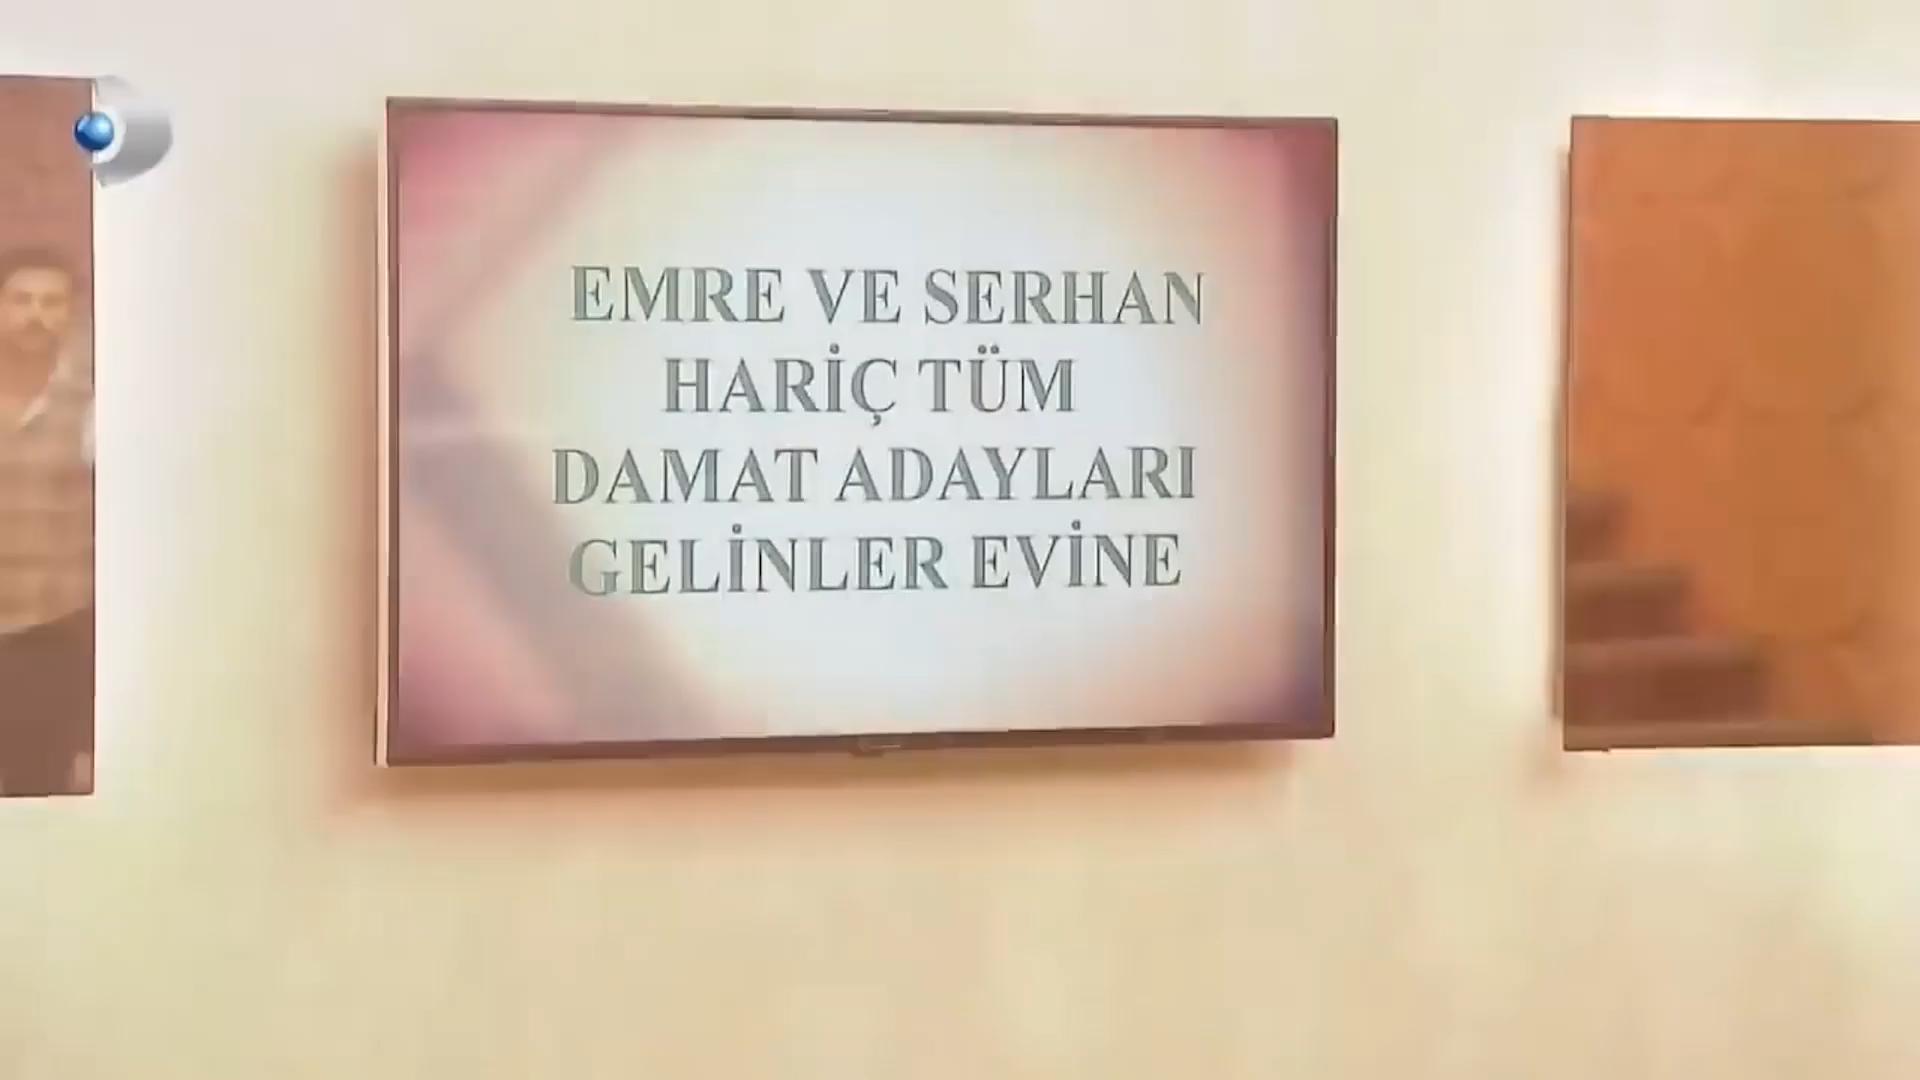 EMRE VE SERHAN
HARİÇ TÜM
DAMAT ADAYLARI
GELİNLER EVİNE